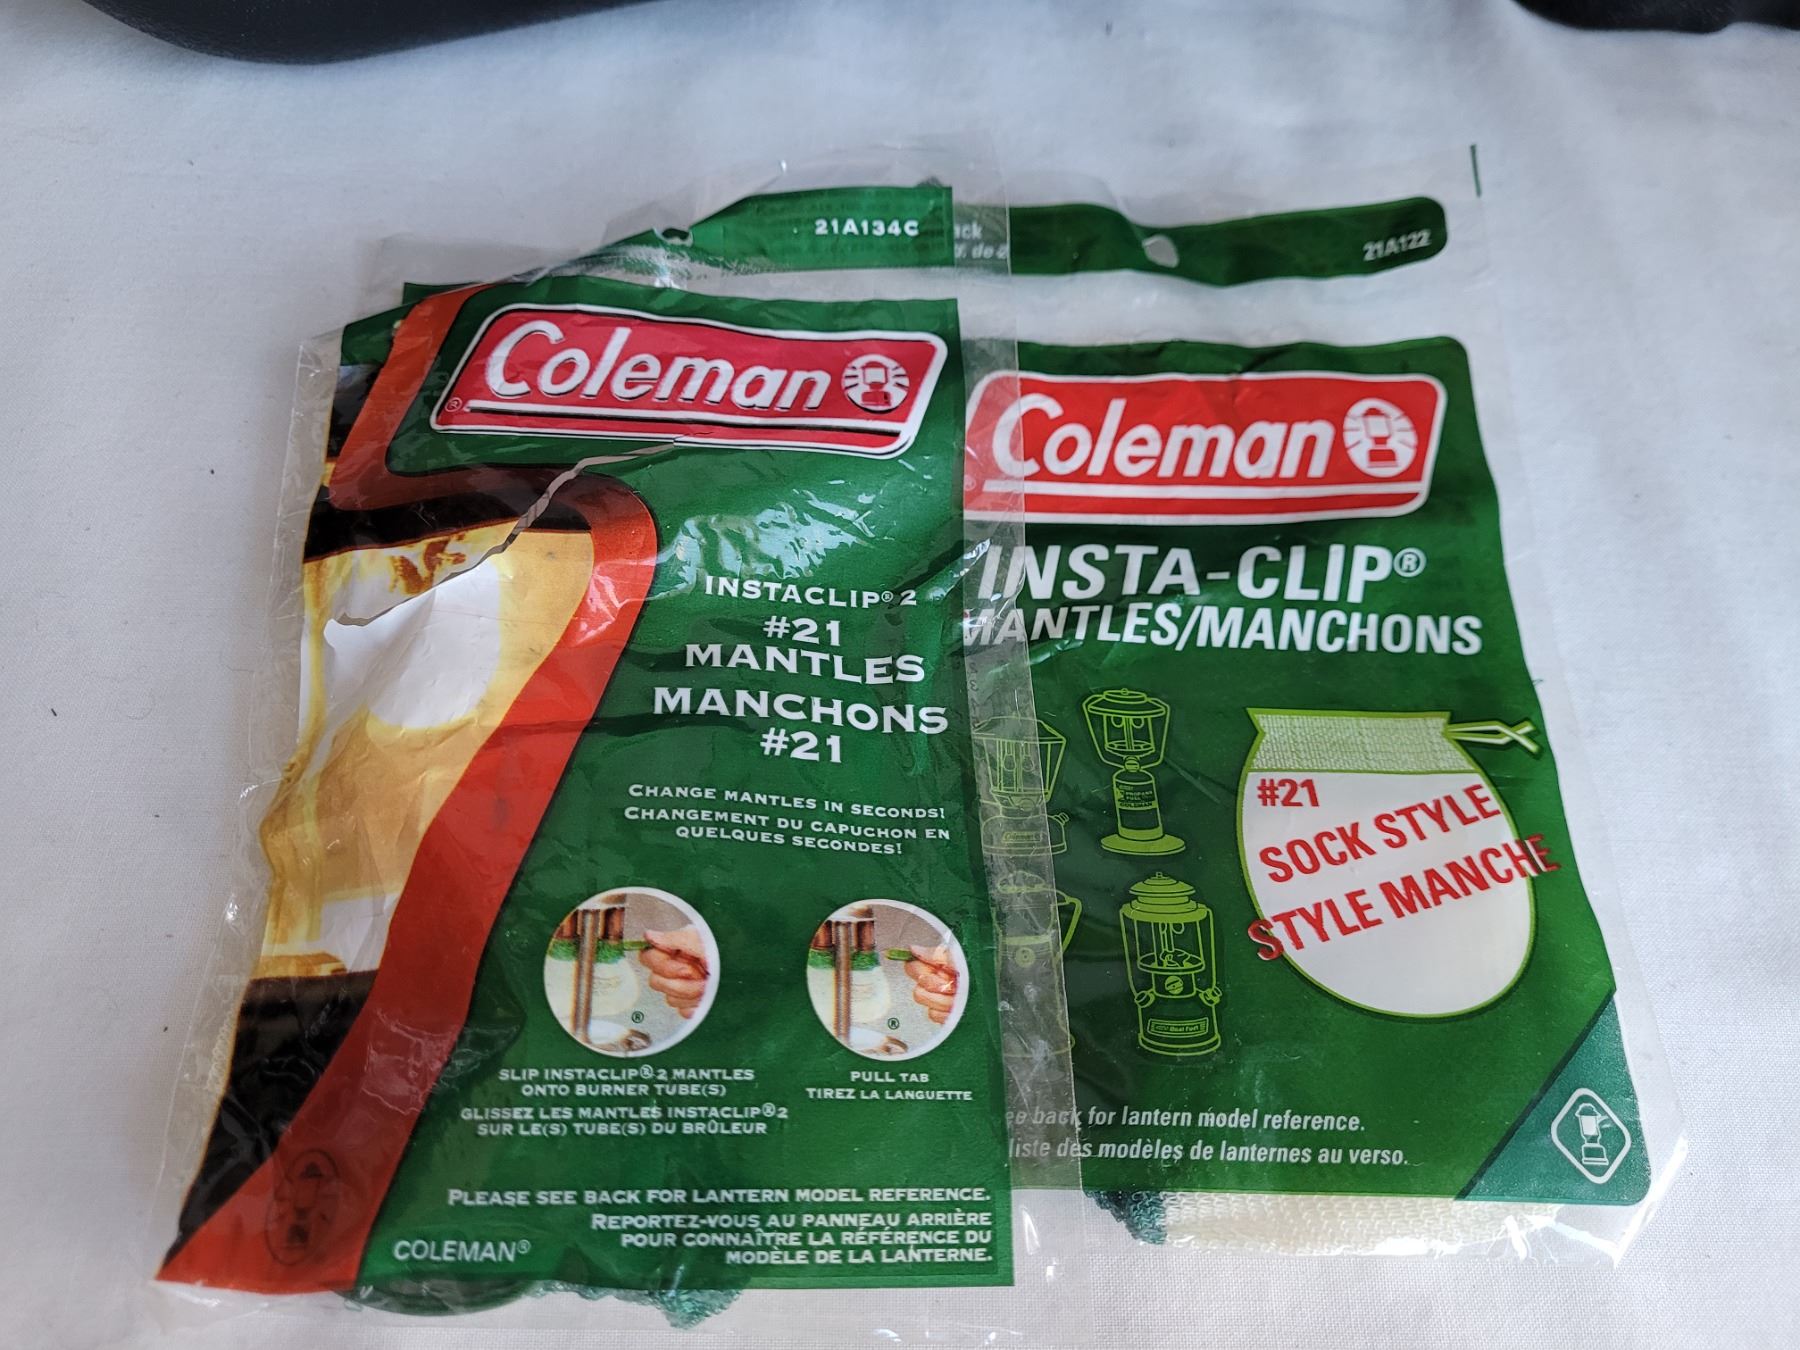 21A134C
Coleman
INSTACLIP® 2
#21
MANTLES
MANCHONS
#21
CHANGE MANTLES IN SECONDS!
CHANGEMENT DU CAPUCHON EN
QUELQUES SECONDES!
SLIP INSTACLIP® 2 MANTLES
ONTO BURNER TUBE(S)
GLISSEZ LES MANTLES INSTACLIP® 2
SUR LE(S) TUBE(S) DU BRÛLEUR
PULL TAB
TIREZ LA LANGUETTE
PLEASE SEE BACK FOR LANTERN MODEL REFERENCE.
REPORTEZ-VOUS AU PANNEAU ARRIÈRE
POUR CONNAÎTRE LA RÉFÉRENCE DU
MODÈLE DE LA LANTERNE.
COLEMAN®
21A122
Coleman
INSTA-CLIP®
MANTLES/MANCHONS
#21
SOCK STYLE
STYLE MANCHE
back for lantern model reference.
liste des modèles de lanternes au verso.